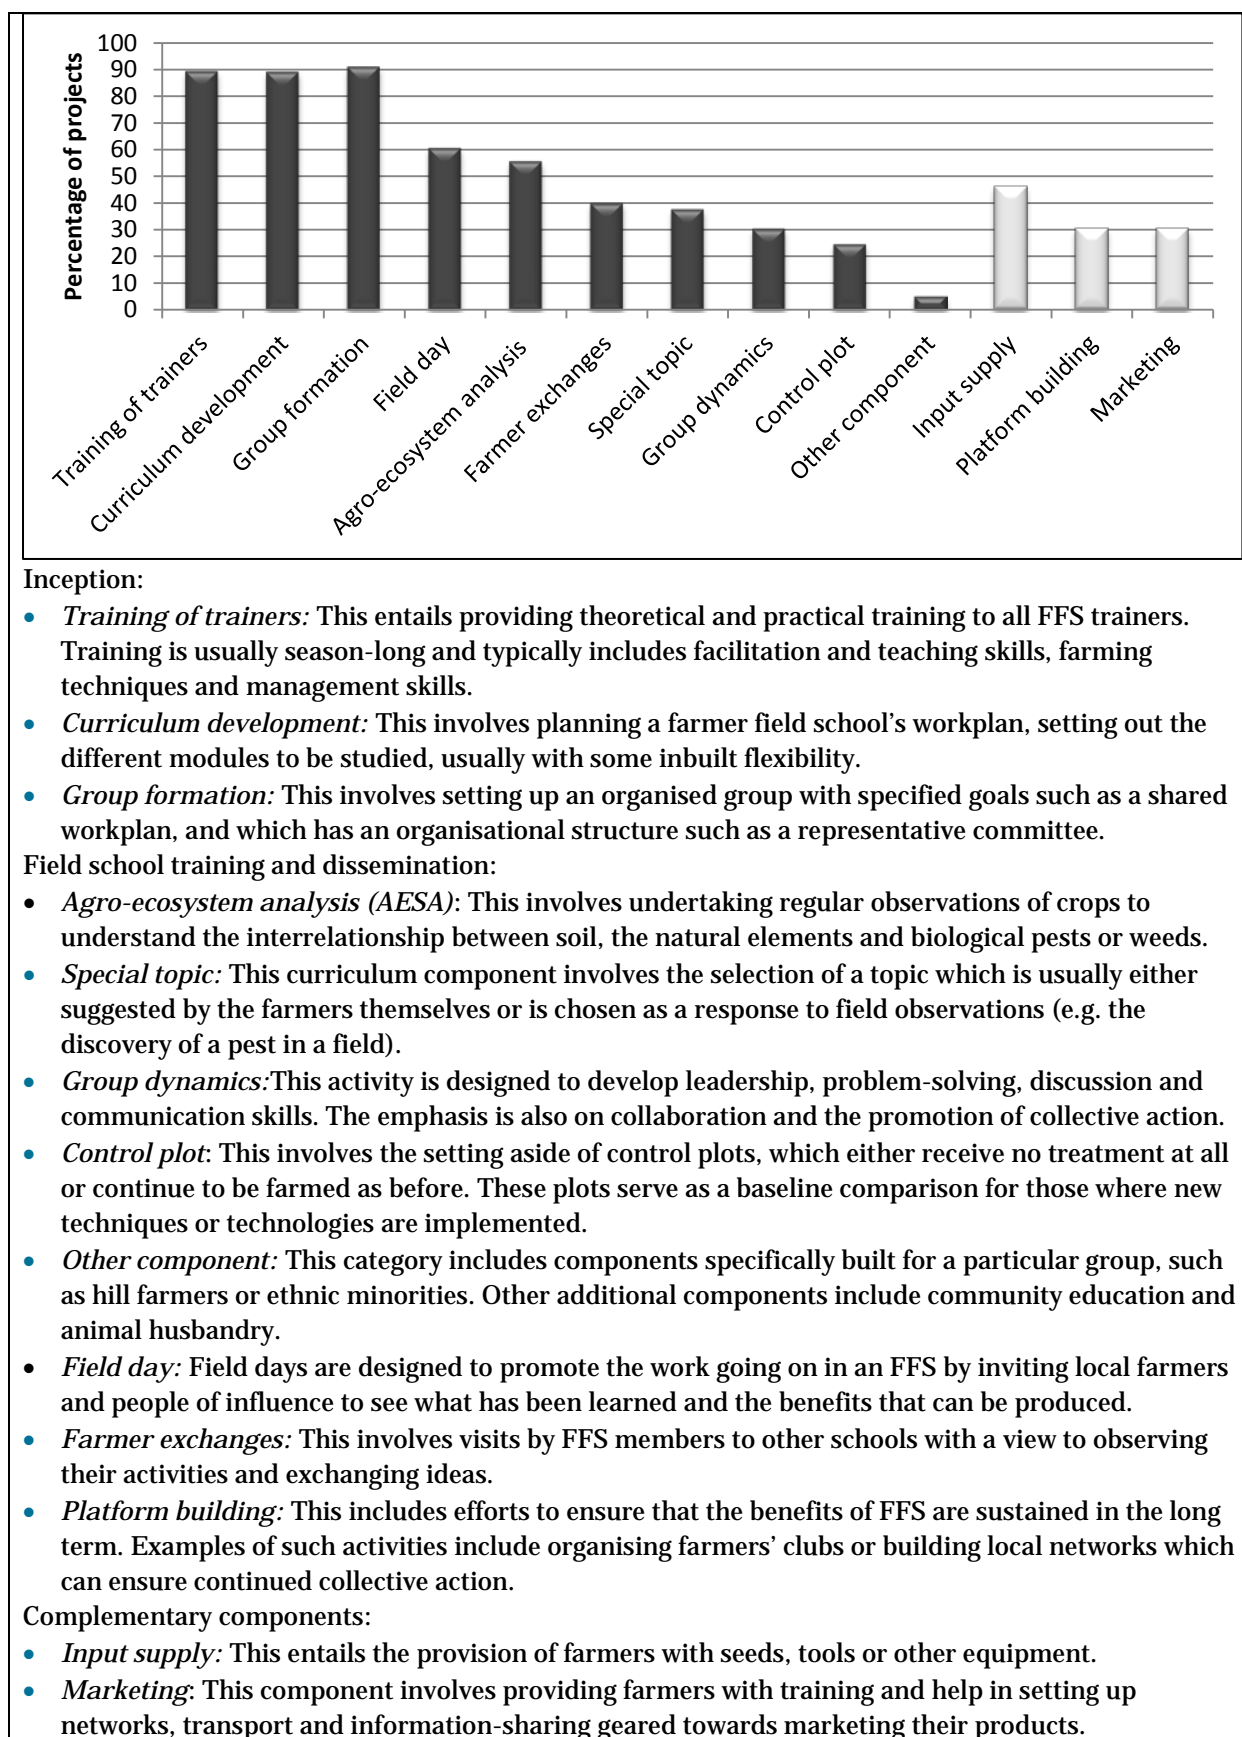 Percentage of projects
100
90
80
70
60
50
40
30
20
10
0
Training of trainers
Curriculum development
Group formation
Field day
Agro-ecosystem analysis
Farmer exchanges
Special topic
Group dynamics
Control plot
Other component
Input supply
Platform building
Marketing
Inception:
• Training of trainers: This entails providing theoretical and practical training to all FFS trainers.
Training is usually season-long and typically includes facilitation and teaching skills, farming
techniques and management skills.
• Curriculum development: This involves planning a farmer field school's workplan, setting out the
different modules to be studied, usually with some inbuilt flexibility.
• Group formation: This involves setting up an organised group with specified goals such as a shared
workplan, and which has an organisational structure such as a representative committee.
Field school training and dissemination:
• Agro-ecosystem analysis (AESA): This involves undertaking regular observations of crops to
understand the interrelationship between soil, the natural elements and biological pests or weeds.
• Special topic: This curriculum component involves the selection of a topic which is usually either
suggested by the farmers themselves or is chosen as a response to field observations (e.g. the
discovery of a pest in a field).
• Group dynamics:This activity is designed to develop leadership, problem-solving, discussion and
communication skills. The emphasis is also on collaboration and the promotion of collective action.
• Control plot: This involves the setting aside of control plots, which either receive no treatment at all
or continue to be farmed as before. These plots serve as a baseline comparison for those where new
techniques or technologies are implemented.
• Other component: This category includes components specifically built for a particular group, such
as hill farmers or ethnic minorities. Other additional components include community education and
animal husbandry.
• Field day: Field days are designed to promote the work going on in an FFS by inviting local farmers
and people of influence to see what has been learned and the benefits that can be produced.
• Farmer exchanges: This involves visits by FFS members to other schools with a view to observing
their activities and exchanging ideas.
• Platform building: This includes efforts to ensure that the benefits of FFS are sustained in the long
term. Examples of such activities include organising farmers' clubs or building local networks which
can ensure continued collective action.
Complementary components:
• Input supply: This entails the provision of farmers with seeds, tools or other equipment.
• Marketing: This component involves providing farmers with training and help in setting up
networks, transport and information-sharing geared towards marketing their products.